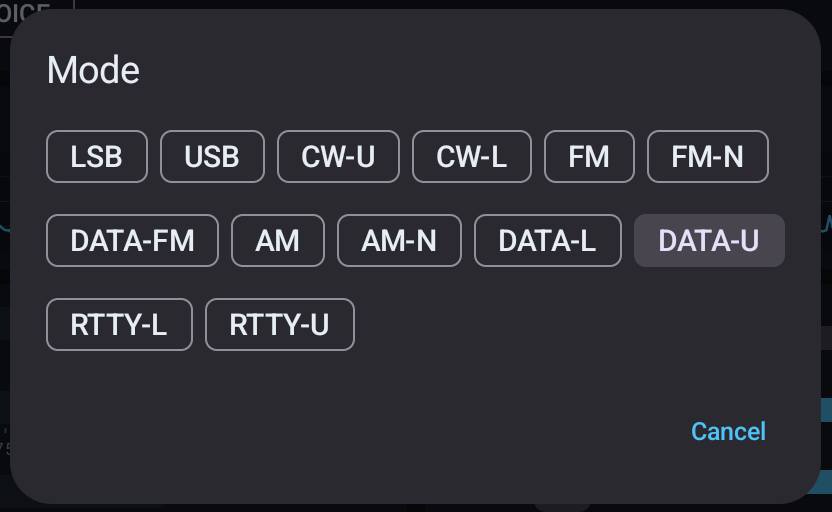 Mode
LSB USB CW-U CW-L FM FM-N
DATA-FM AM AM-N DATA-L DATA-U
RTTY-L RTTY-U
Cancel